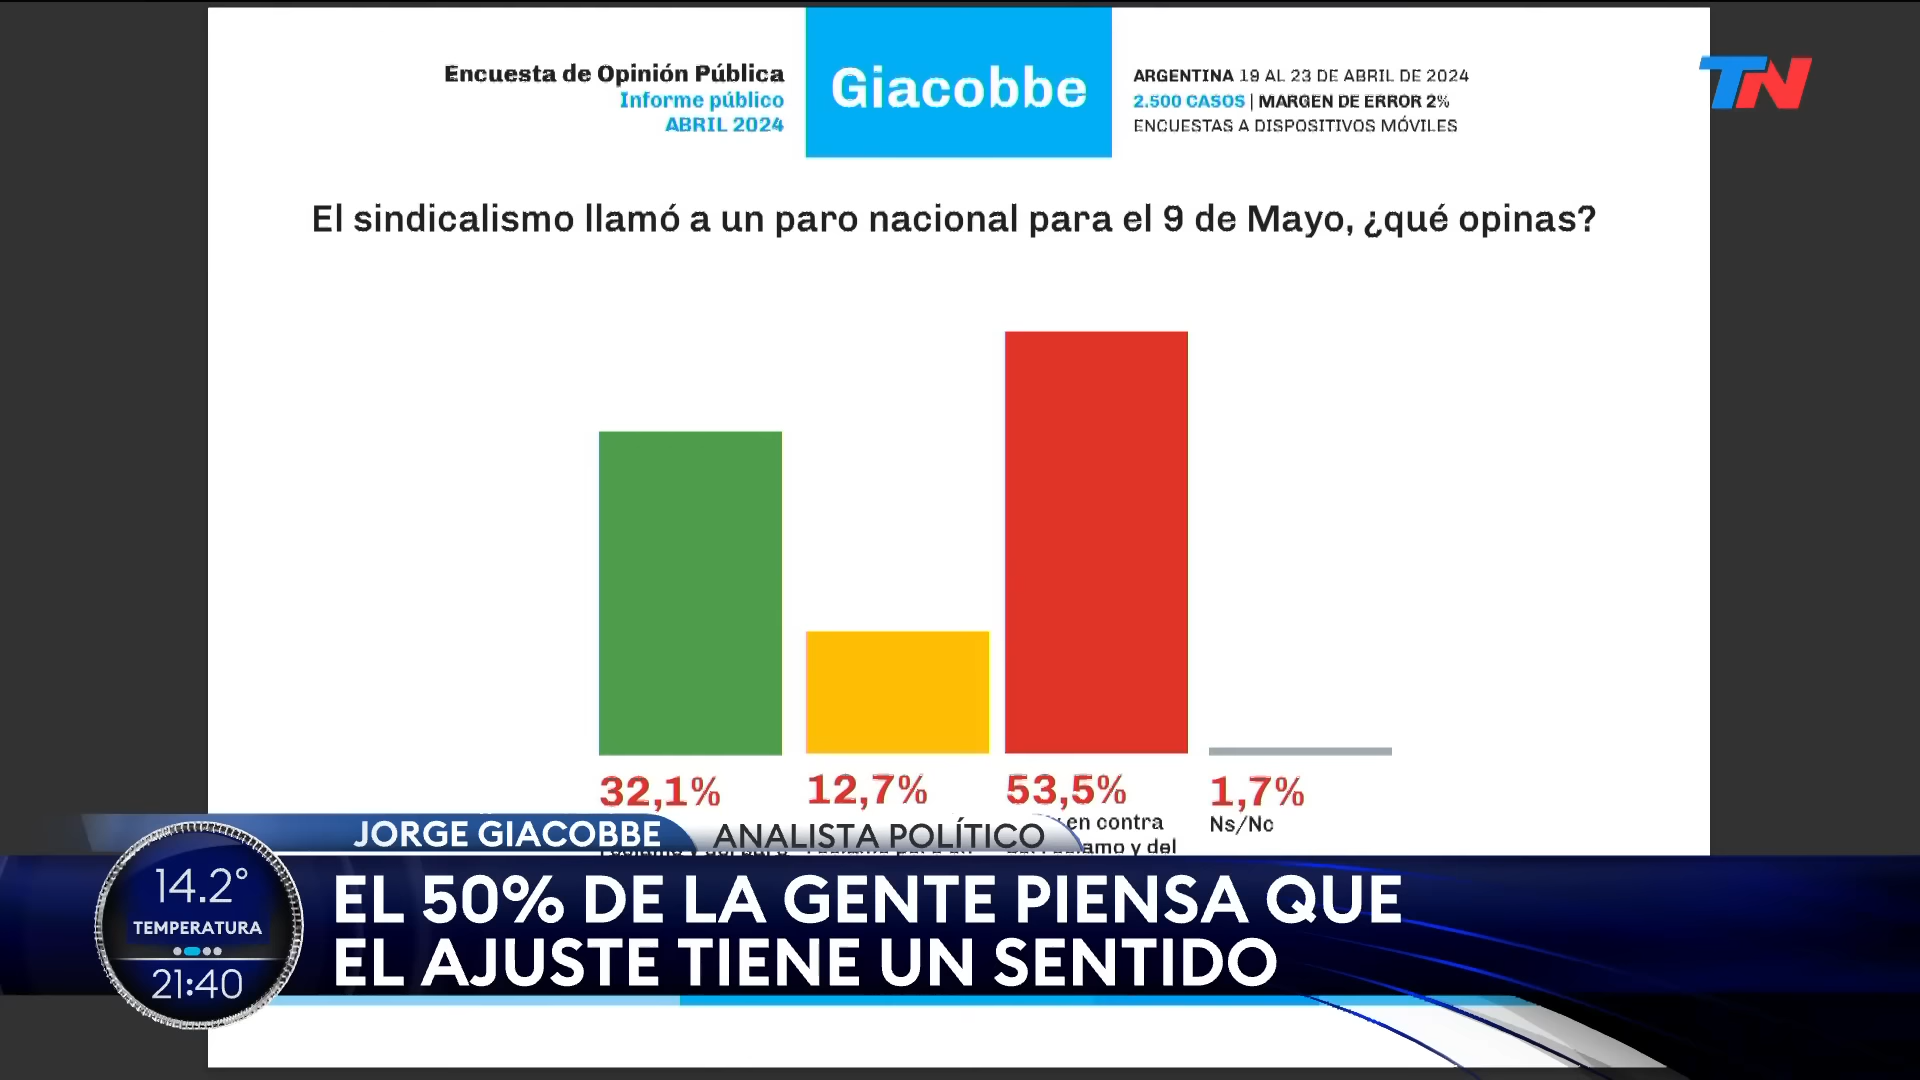 Encuesta de Opinión Pública
Informe público
ABRIL 2024
Giacobbe
ARGENTINA 19 AL 23 DE ABRIL DE 2024
2.500 CASOS | MARGEN DE ERROR 2%
ENCUESTAS A DISPOSITIVOS MÓVILES
TN
El sindicalismo llamó a un paro nacional para el 9 de Mayo, ¿qué opinas?
32,1%
12,7%
53,5%
1,7%
y en contra
y del
Ns/Nc
JORGE GIACOBBE
ANALISTA POLÍTICO
EL 50% DE LA GENTE PIENSA QUE
EL AJUSTE TIENE UN SENTIDO
14.2°
TEMPERATURA
21:40